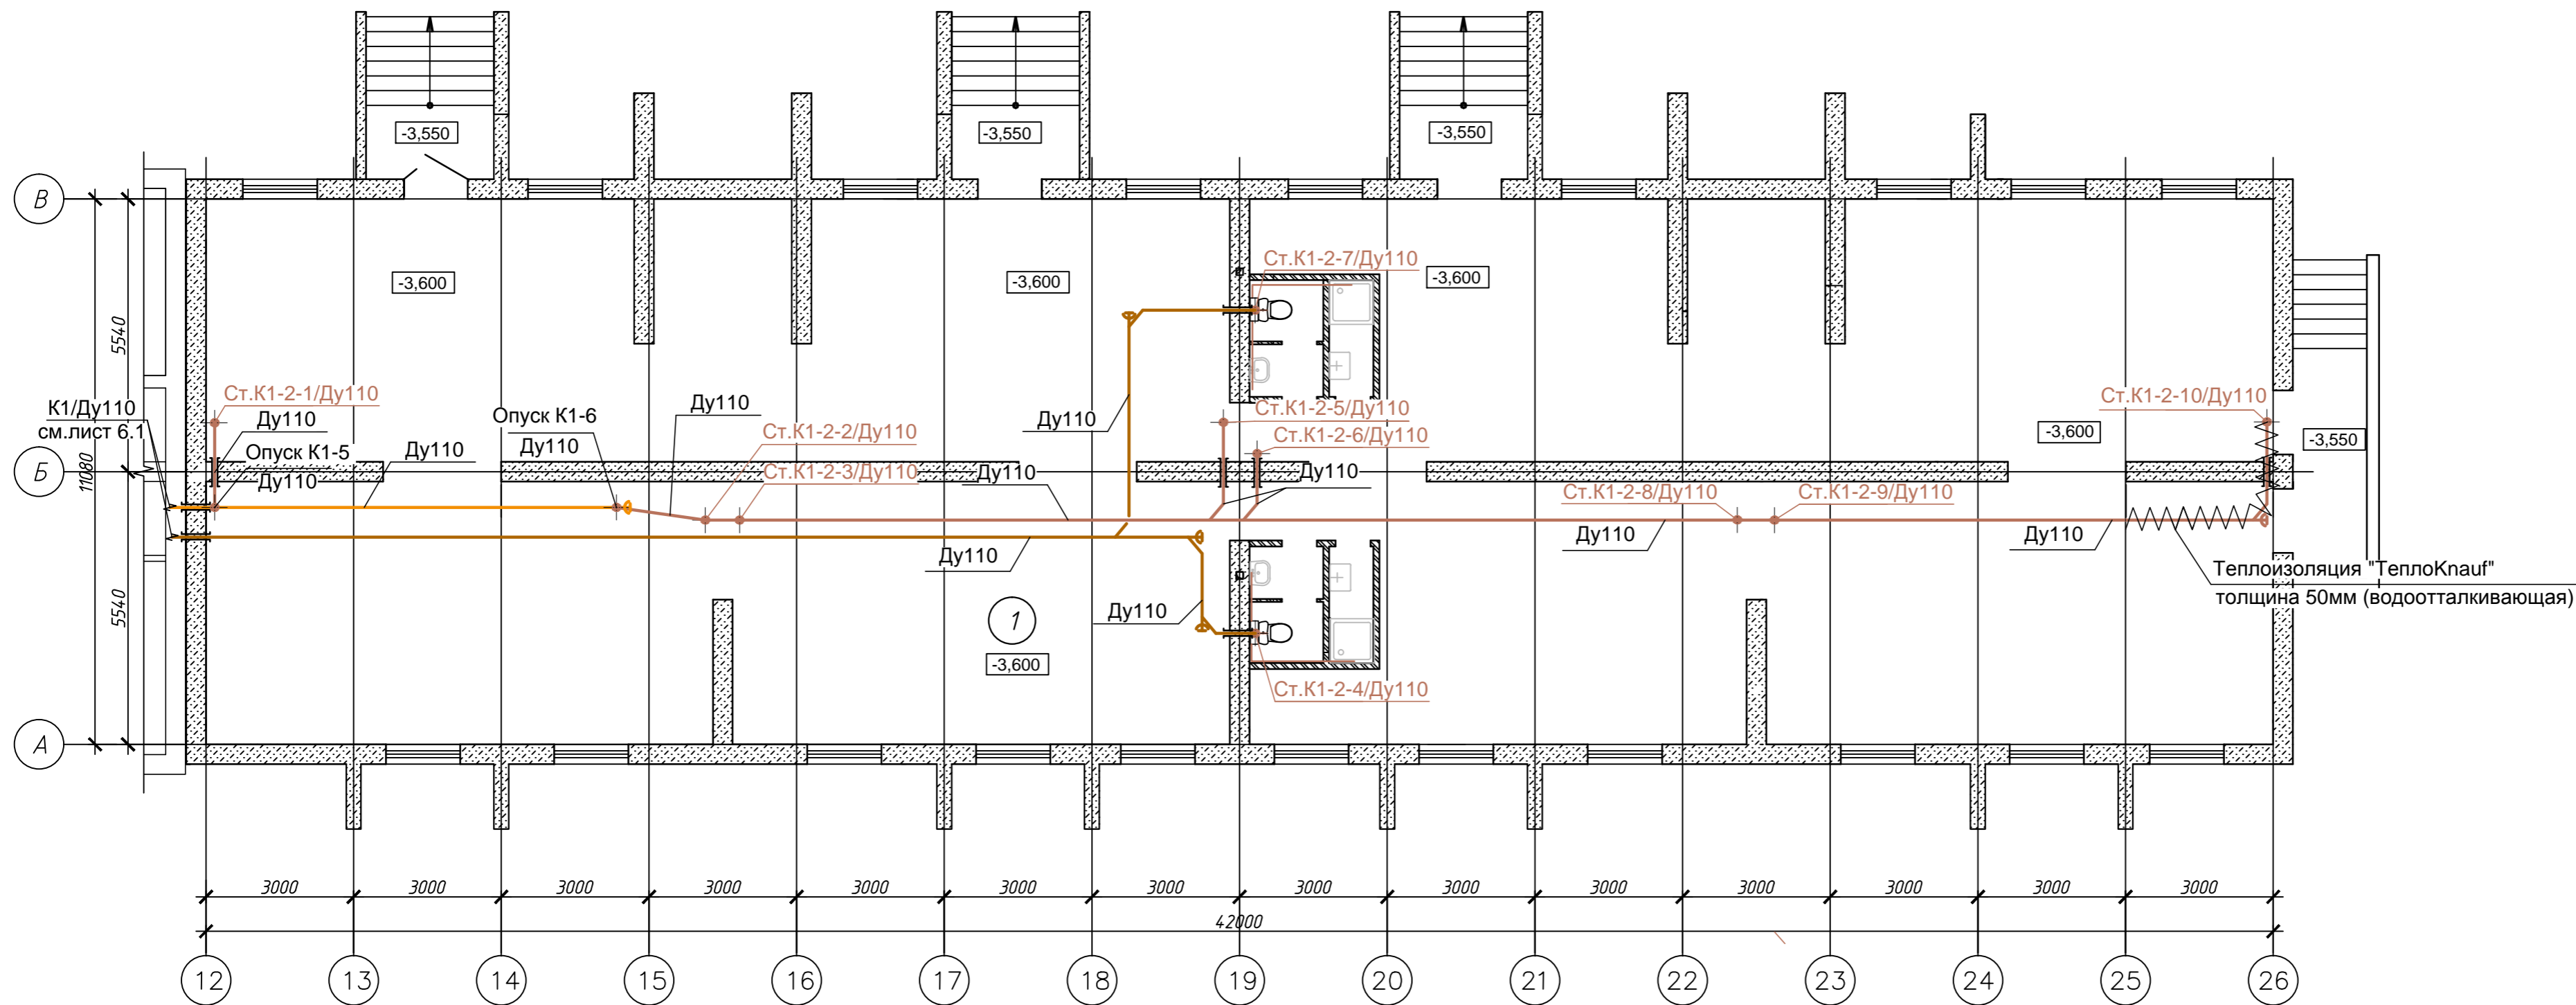 -3,550
-3,550
-3,550
В
-3,600
-3,600
-3,600
Ст.К1-2-7/Ду110
5540
11080
К1/Ду110
см.лист 6.1
Ст.К1-2-1/Ду110
Ду110
Опуск К1-5
Ду110
Ду110
Опуск К1-6
Ду110
Ду110
Ст.К1-2-2/Ду110
Ст.К1-2-3/Ду110
Ду110
Ду110
Ст.К1-2-5/Ду110
Ст.К1-2-6/Ду110
Ду110
Ст.К1-2-8/Ду110
Ст.К1-2-9/Ду110
Ст.К1-2-10/Ду110
-3,600
-3,550
Б
Ду110
Ду110
Ду110
Теплоизоляция "ТеплоKnauf"
толщина 50мм (водоотталкивающая)
5540
Ду110
1
-3,600
Ст.К1-2-4/Ду110
А
3000
3000
3000
3000
3000
3000
3000
3000
3000
3000
3000
3000
3000
3000
42000
12
13
14
15
16
17
18
19
20
21
22
23
24
25
26